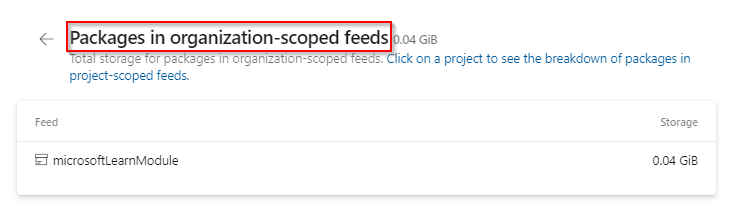 Packages in organization-scoped feeds 0.04 GiB
Total storage for packages in organization-scoped feeds. Click on a project to see the breakdown of packages in
project-scoped feeds.
Feed Storage
microsoftLearnModule 0.04 GiB